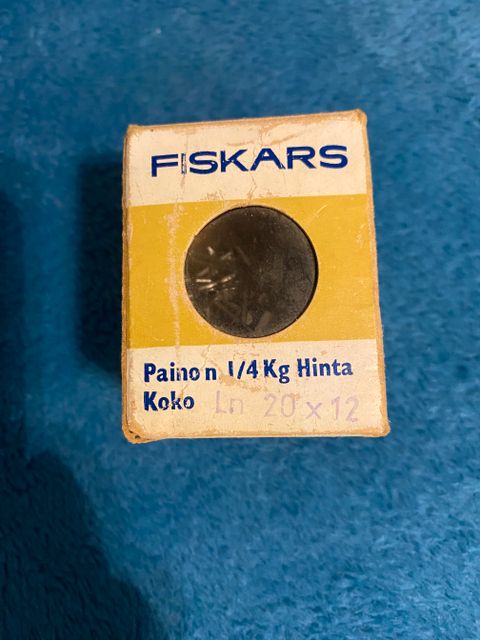 FISKARS
Paino n 1/4 Kg Hinta
Koko Ln 20 x 12